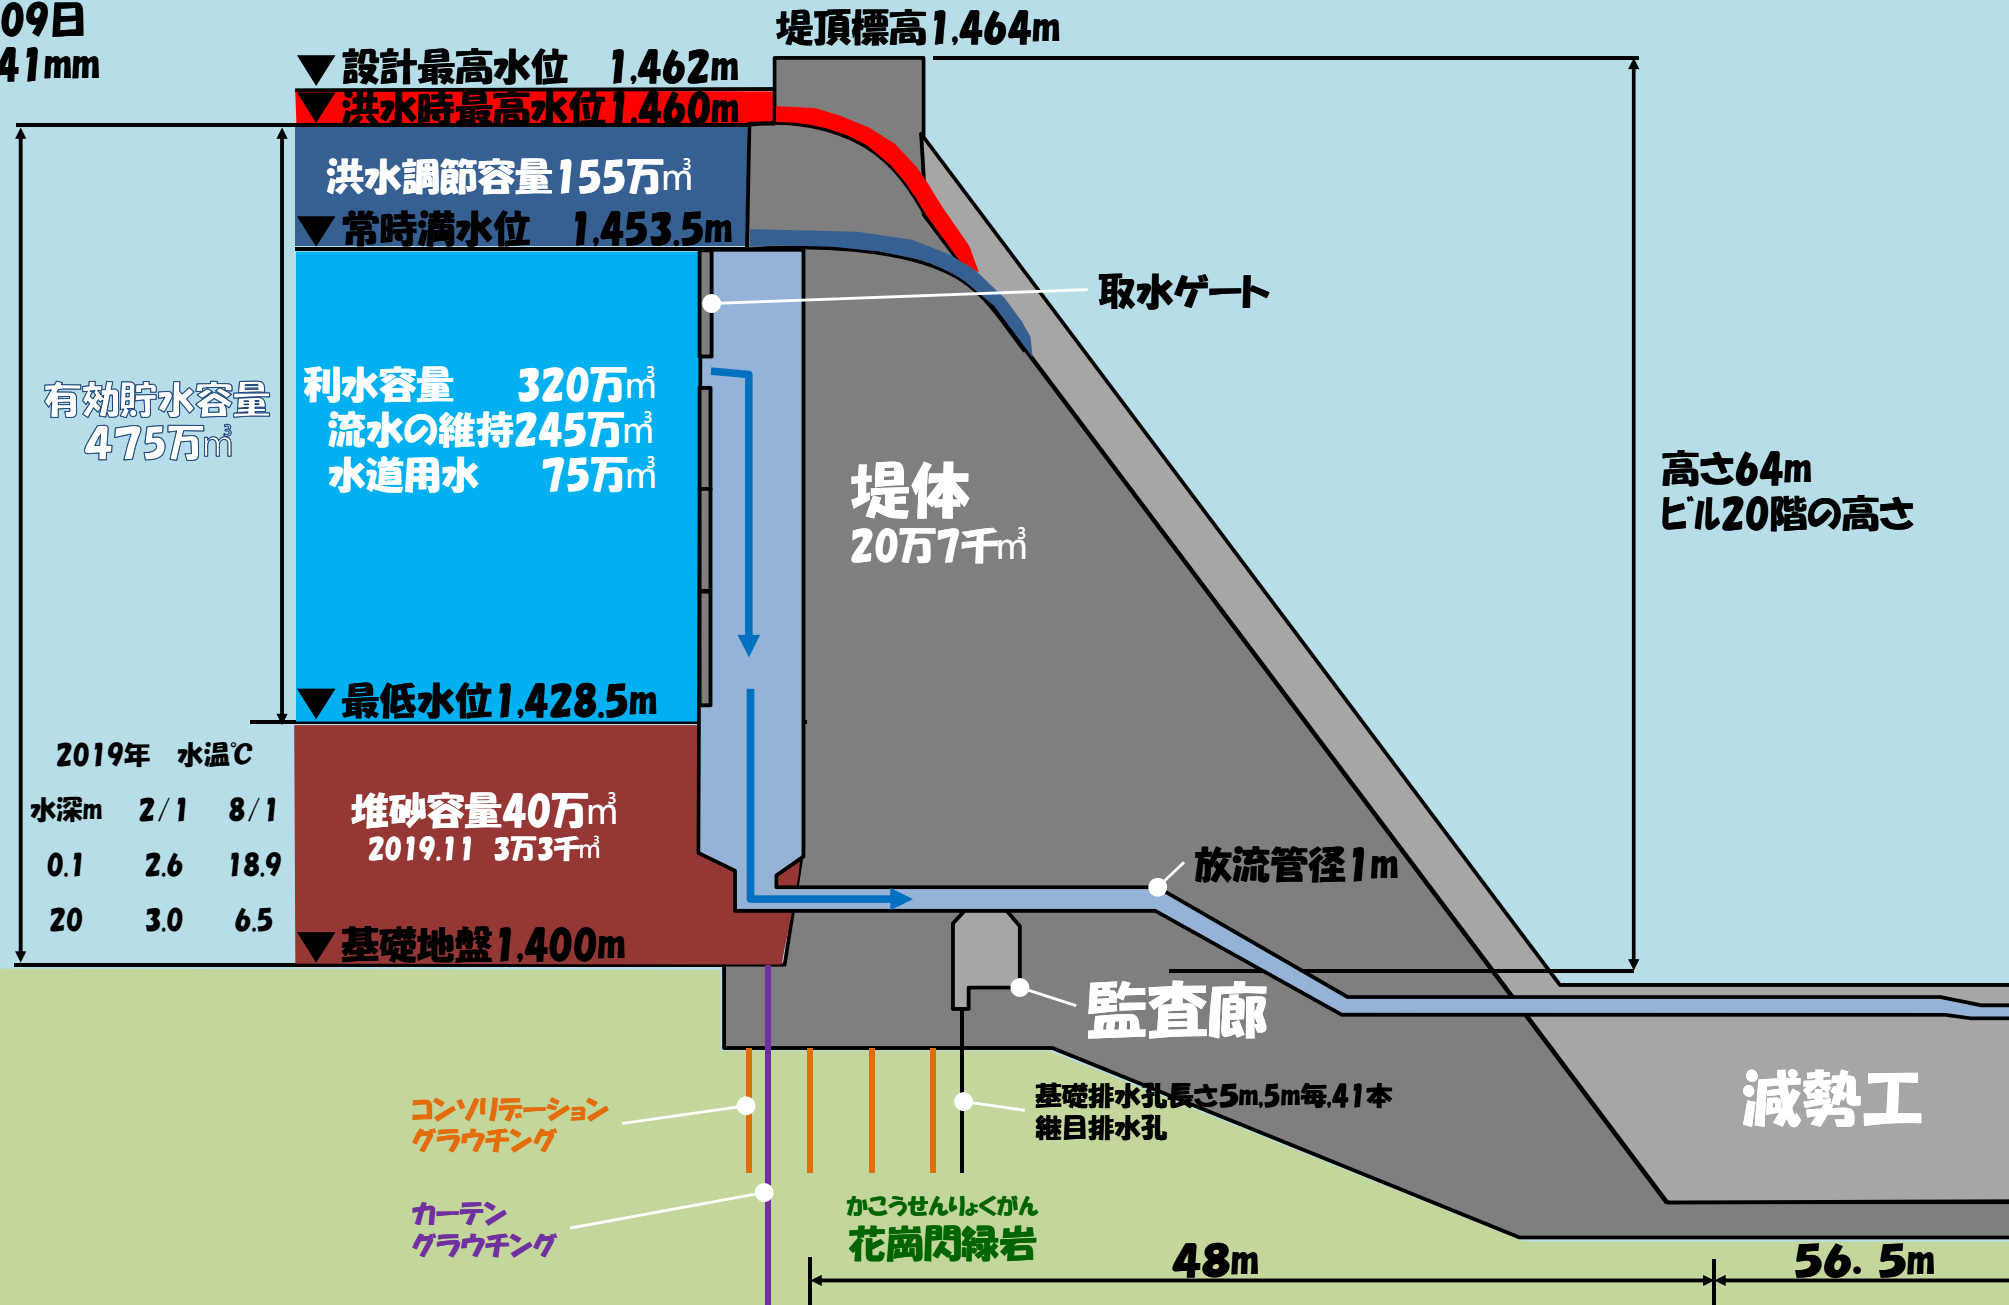 09日
41mm
堤頂標高1,464m
▼設計最高水位 1,462m
▼洪水時最高水位1,460m
洪水調節容量155万㎥
▼常時満水位 1,453.5m
取水ゲート
有効貯水容量
475万㎥
利水容量 320万㎥
流水の維持245万㎥
水道用水 75万㎥
堤体
20万7千㎥
高さ64m
ビル20階の高さ
▼最低水位1,428.5m
2019年 水温℃
水深m 2/1 8/1
0.1 2.6 18.9
20 3.0 6.5
堆砂容量40万㎥
2019.11 3万3千㎥
▼基礎地盤1,400m
放流管径1m
監査廊
減勢工
基礎排水孔長さ5m,5m毎,41本
継目排水孔
コンソリデーション
グラウチング
カーテン
グラウチング
かこうせんりょくがん
花崗閃緑岩
48m
56.5m